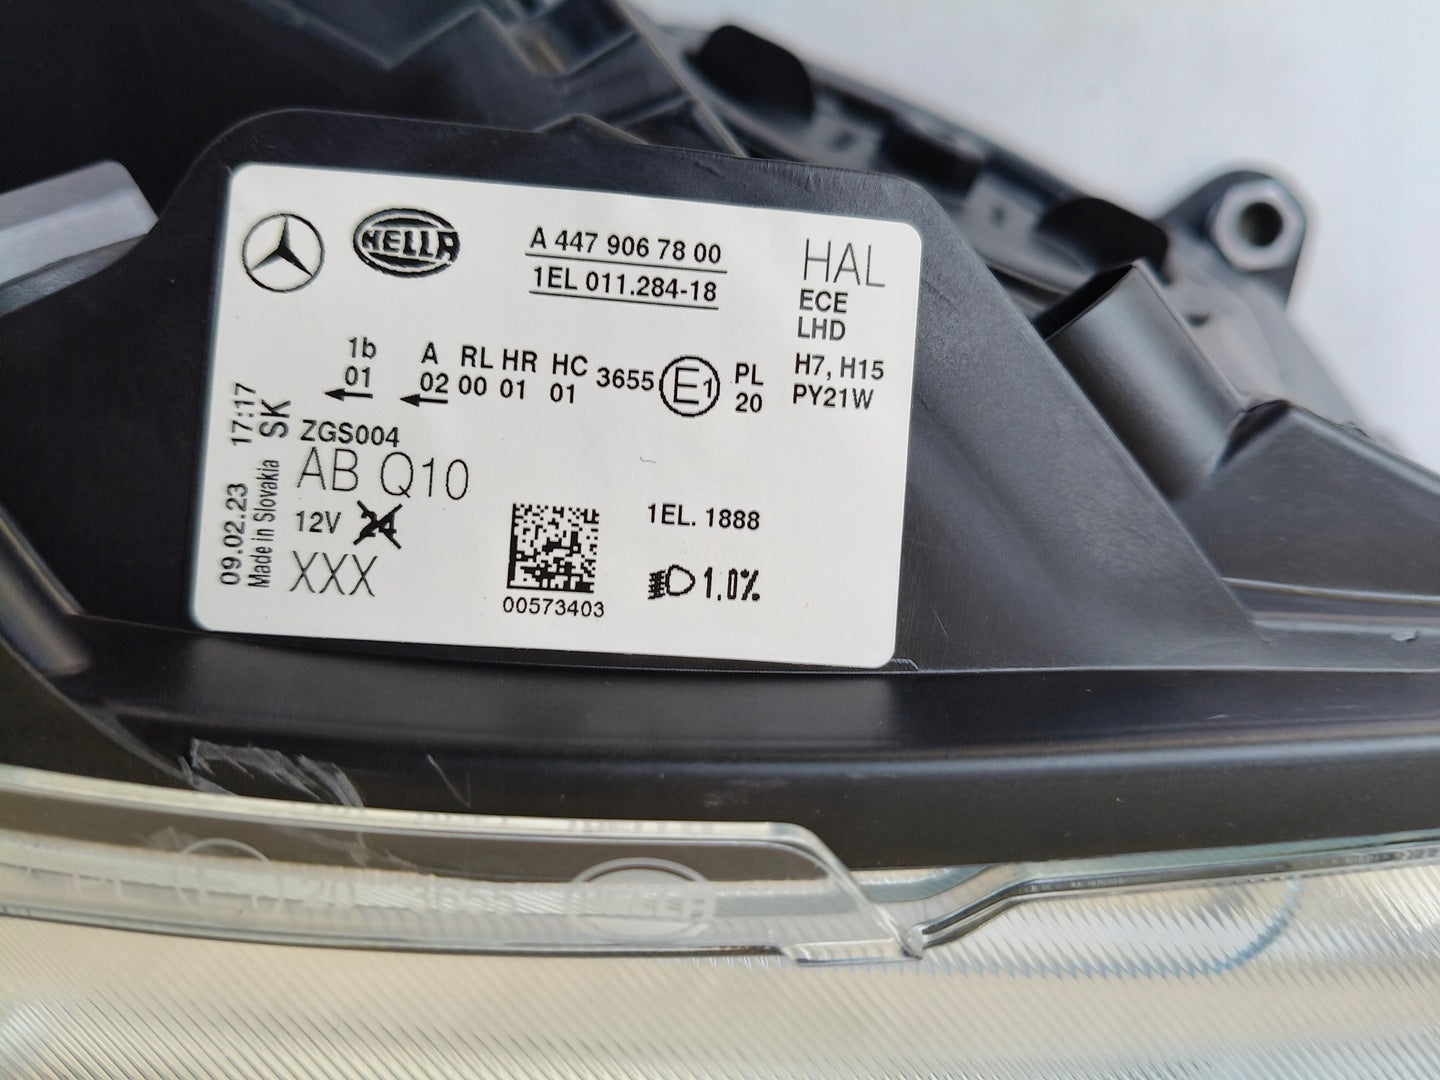 HELLA
A 447 906 78 00
1EL 011.284-18
HAL
ECE
LHD
H7, H15
PY21W
1b
01
A
02
RL
00
HR
01
HC
01
3655
E1
PL
20
ZGS004
AB Q10
12V 24
XXX
09.02.23 17:17
Made in Slovakia SK
00573403
1EL. 1888
1.0%
HELLA